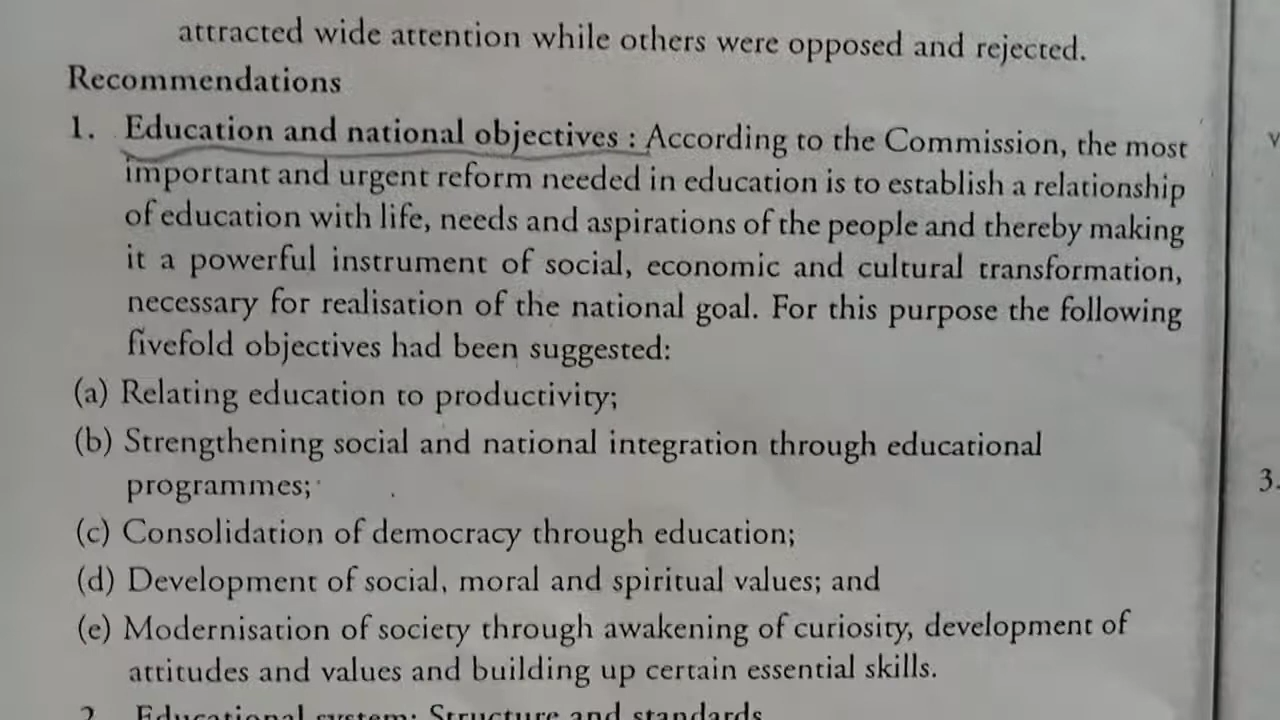 attracted wide attention while others were opposed and rejected.
Recommendations
1. Education and national objectives : According to the Commission, the most
important and urgent reform needed in education is to establish a relationship
of education with life, needs and aspirations of the people and thereby making
it a powerful instrument of social, economic and cultural transformation,
necessary for realisation of the national goal. For this purpose the following
fivefold objectives had been suggested:
(a) Relating education to productivity;
(b) Strengthening social and national integration through educational
programmes;
(c) Consolidation of democracy through education;
(d) Development of social, moral and spiritual values; and
(e) Modernisation of society through awakening of curiosity, development of
attitudes and values and building up certain essential skills.
2. Educational system: Structure and standards
3.